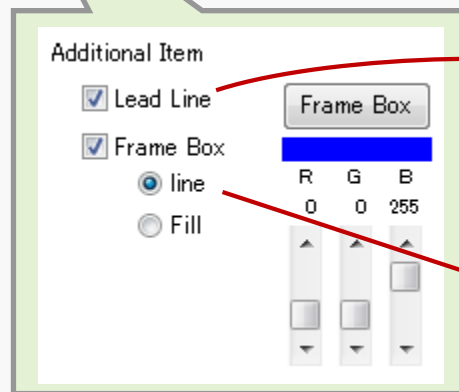 Additional Item
Lead Line
Frame Box
Frame Box
line
R G B
0 0 255
Fill